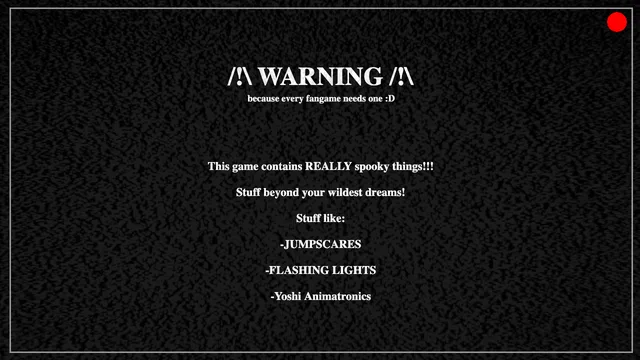 /!\ WARNING /!\
because every fangame needs one :D
This game contains REALLY spooky things!!!
Stuff beyond your wildest dreams!
Stuff like:
-JUMPSCARES
-FLASHING LIGHTS
-Yoshi Animatronics